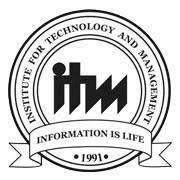 INSTITUTE FOR TECHNOLOGY AND MANAGEMENT
itm
INFORMATION IS LIFE
• 1991 •